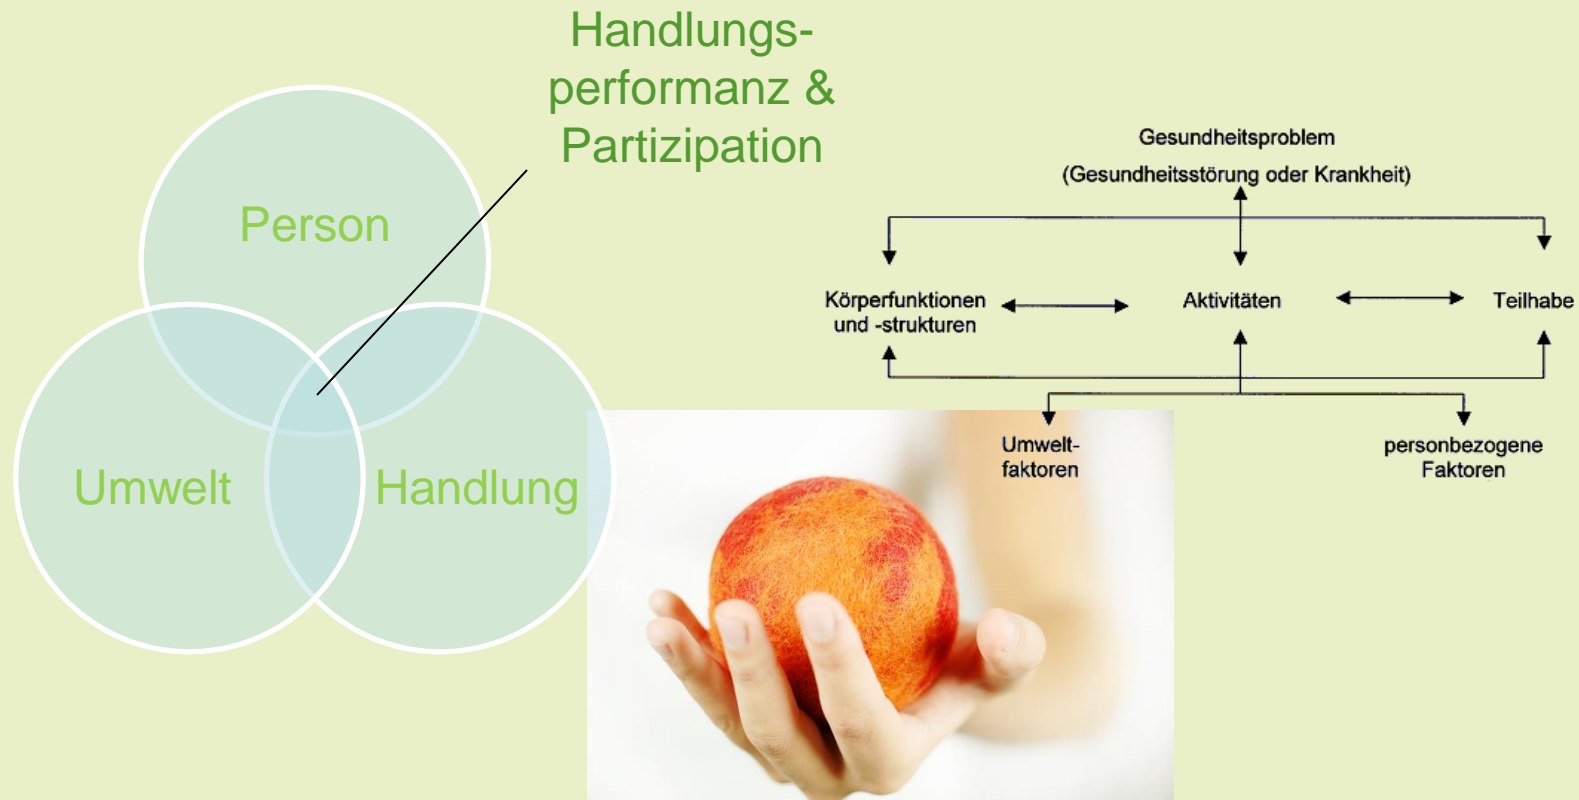 Handlungs-
performanz &
Partizipation
Person
Umwelt
Handlung
Gesundheitsproblem
(Gesundheitsstörung oder Krankheit)
Körperfunktionen
und -strukturen
Aktivitäten
Teilhabe
Umwelt-
faktoren
personbezogene
Faktoren